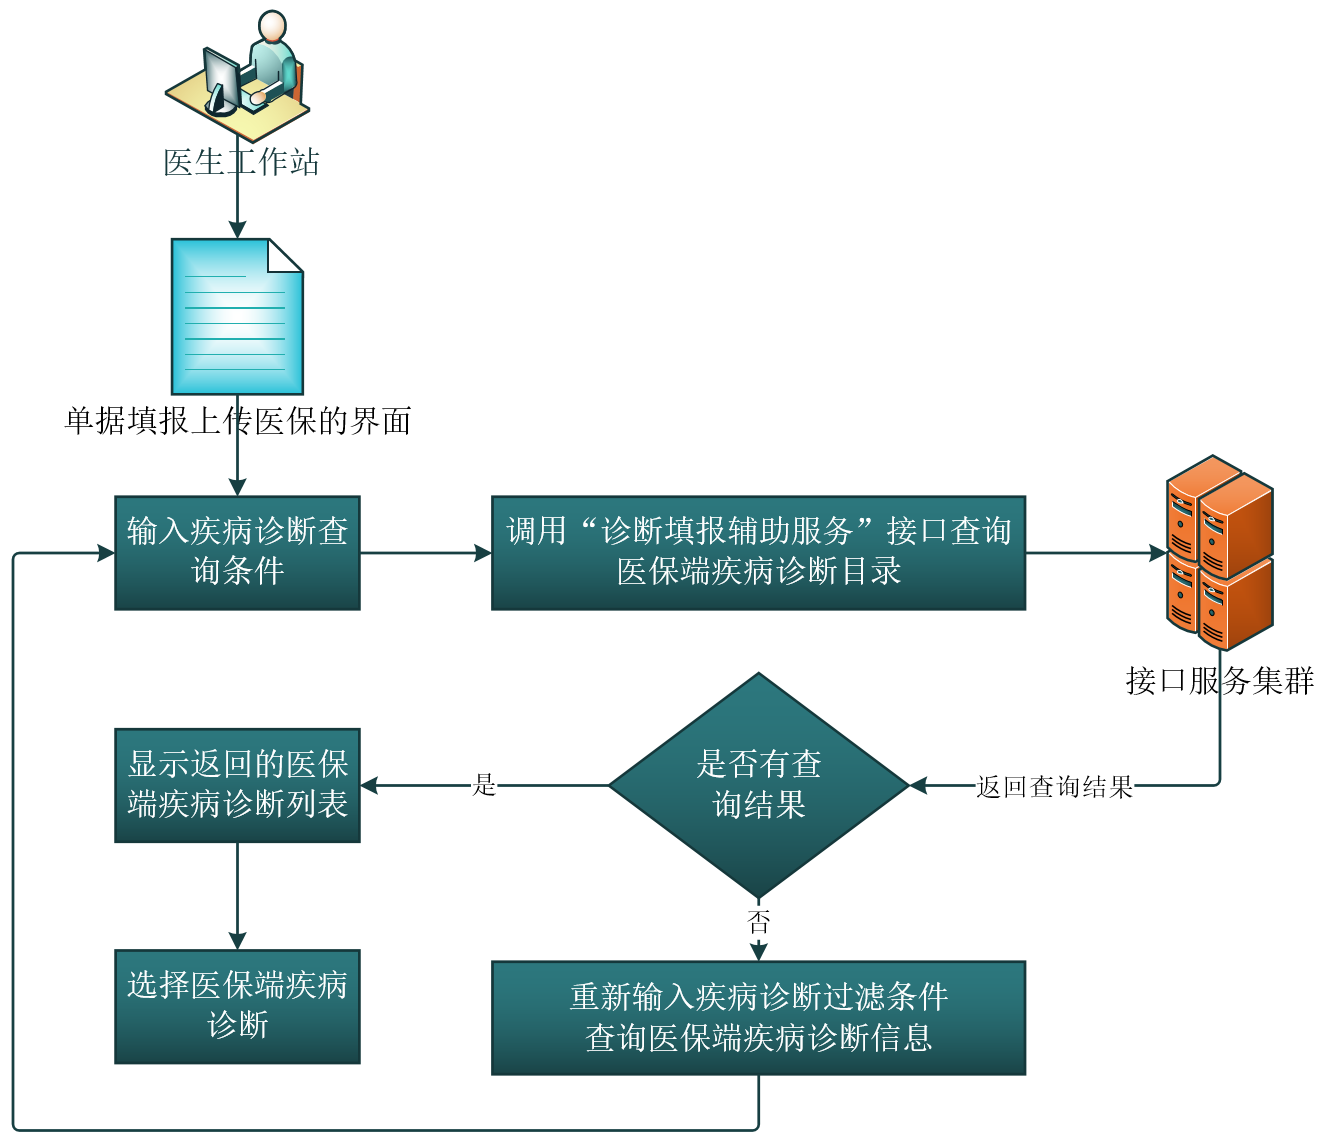 医生工作站
单据填报上传医保的界面
输入疾病诊断查
询条件
调用“诊断填报辅助服务”接口查询
医保端疾病诊断目录
接口服务集群
显示返回的医保
端疾病诊断列表
是
是否有查
询结果
返回查询结果
否
选择医保端疾病
诊断
重新输入疾病诊断过滤条件
查询医保端疾病诊断信息